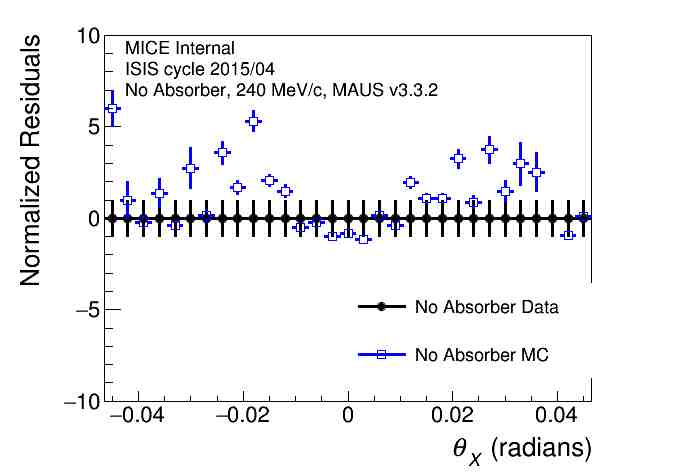 MICE Internal
ISIS cycle 2015/04
No Absorber, 240 MeV/c, MAUS v3.3.2
Normalized Residuals
10
5
0
−5
−10
No Absorber Data
No Absorber MC
−0.04
−0.02
0
0.02
0.04
θ_X (radians)